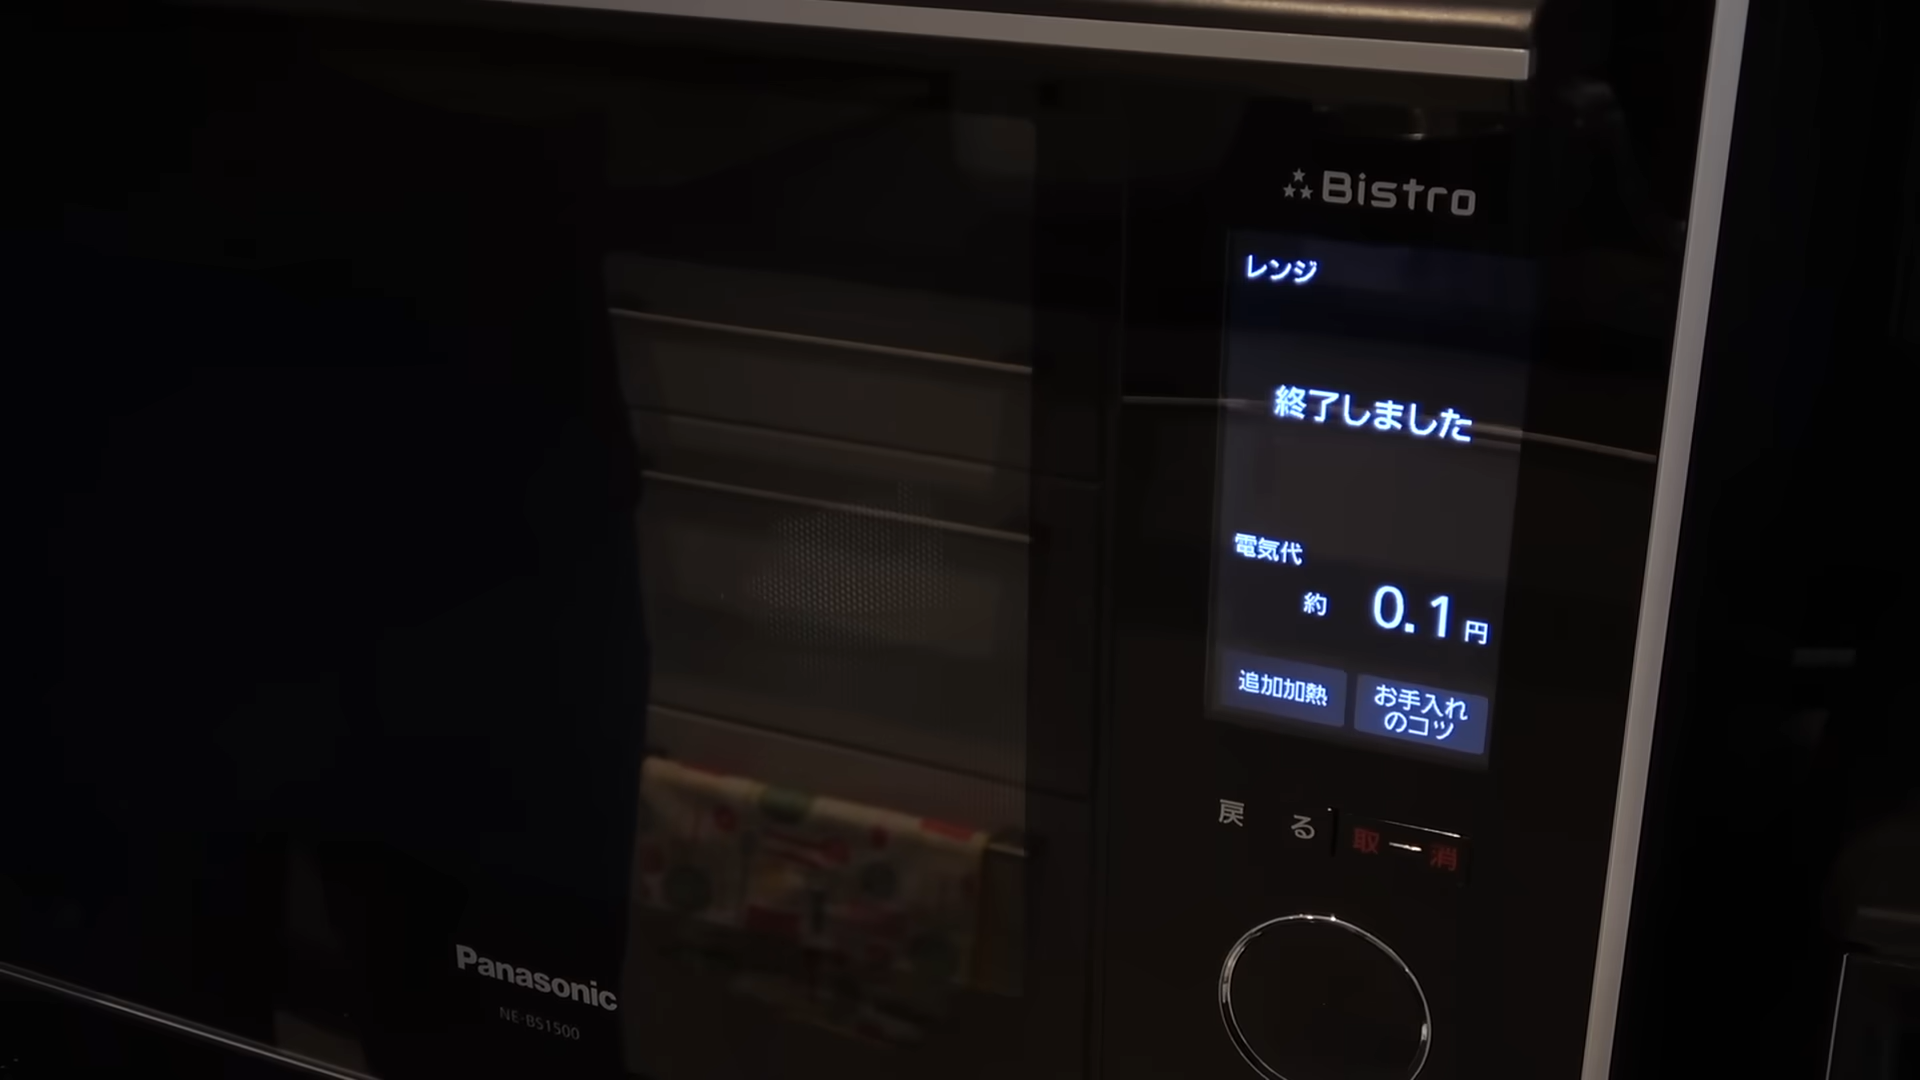 Bistro
レンジ
終了しました
電気代
約 0.1円
追加加熱
お手入れ
のコツ
戻る
取消
Panasonic
NE-BS1500